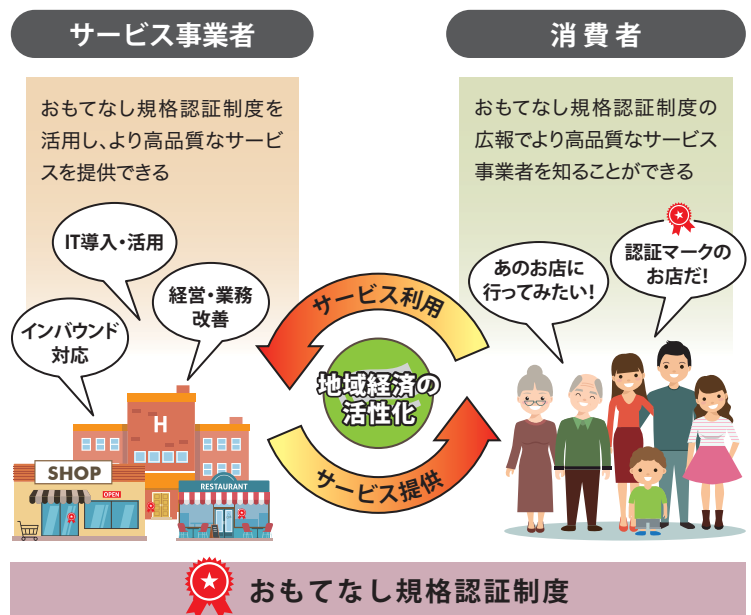 サービス事業者
おもてなし規格認証制度を
活用し、より高品質なサービ
スを提供できる
IT導入・活用
経営・業務
改善
インバウンド
対応
H
SHOP
OPEN
RESTAURANT
サービス利用
地域経済の
活性化
サービス提供
消費者
おもてなし規格認証制度の
広報でより高品質なサービス
事業者を知ることができる
あのお店に
行ってみたい!
認証マークの
お店だ!
おもてなし規格認証制度